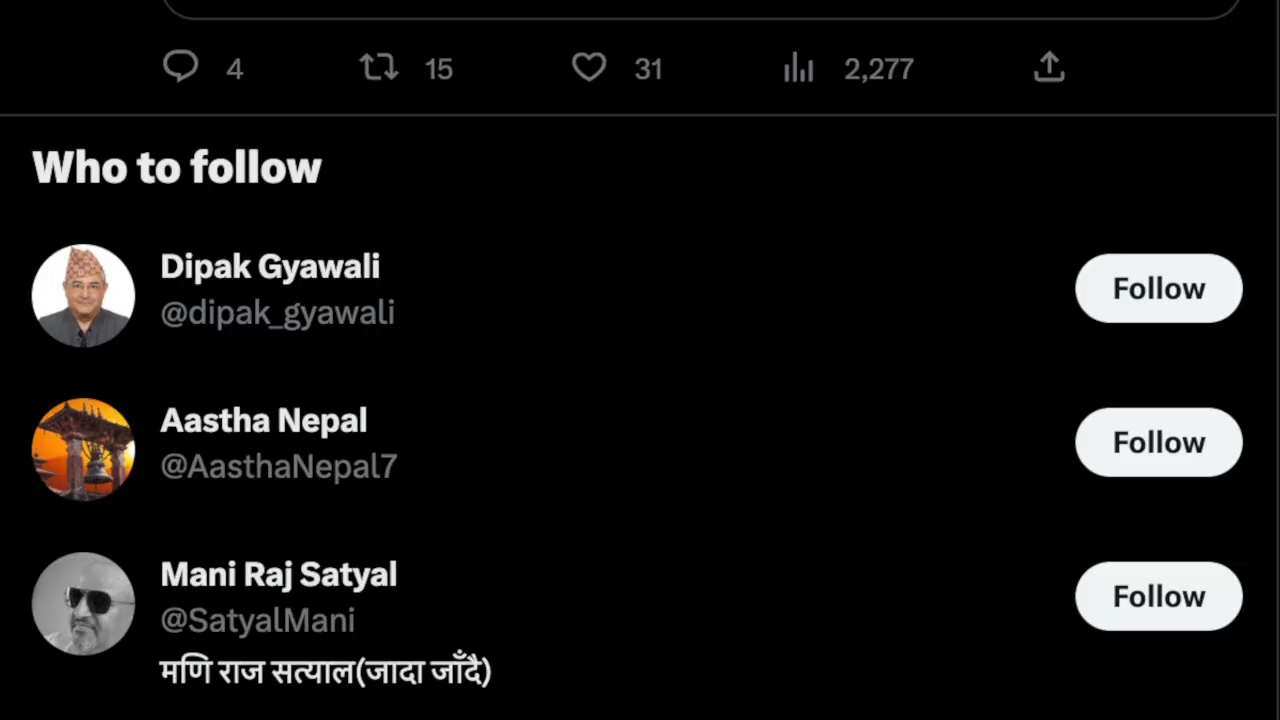 4 15 31 2,277
Who to follow
Dipak Gyawali
@dipak_gyawali
Follow
Aastha Nepal
@AasthaNepal7
Follow
Mani Raj Satyal
@SatyalMani
Follow
मणि राज सत्याल(जादा जाँदै)